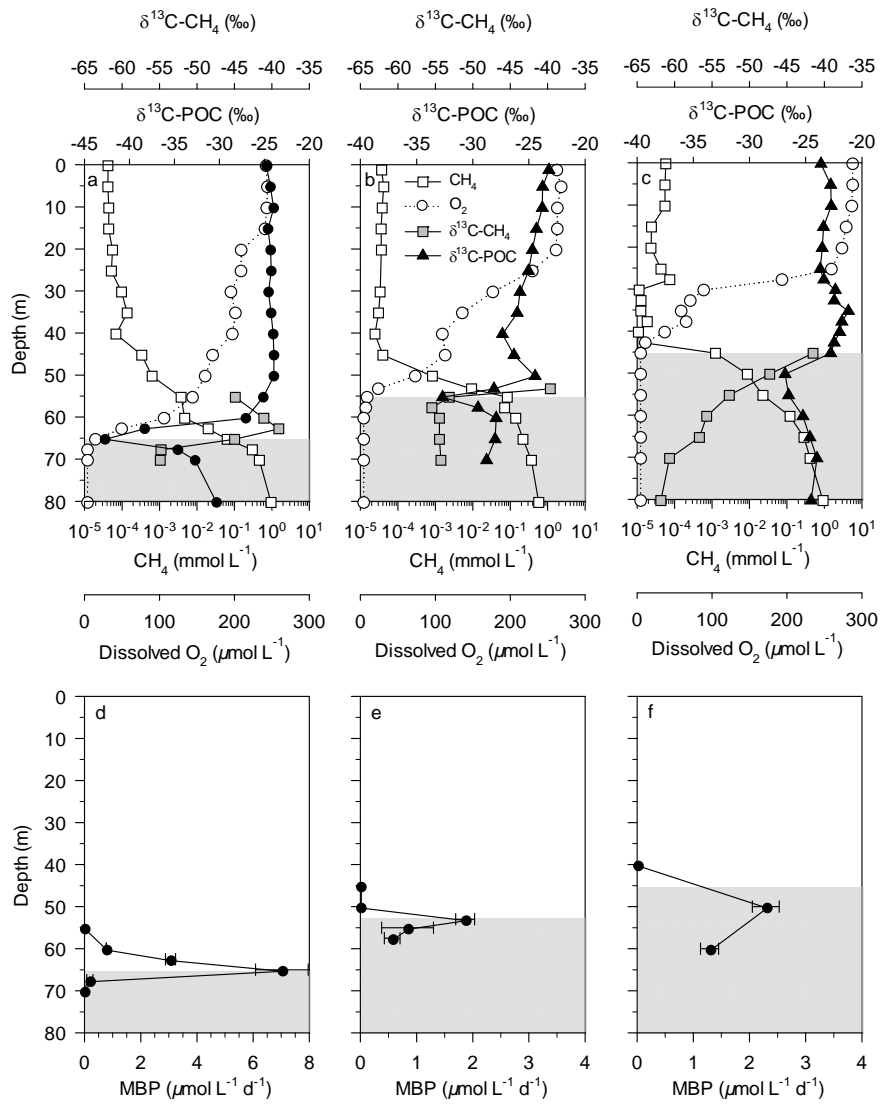 δ13C-CH4 (‰) δ13C-CH4 (‰) δ13C-CH4 (‰)
-65 -60 -55 -50 -45 -40 -35 -65 -60 -55 -50 -45 -40 -35 -65 -60 -55 -50 -45 -40 -35
δ13C-POC (‰) δ13C-POC (‰) δ13C-POC (‰)
-45 -40 -35 -30 -25 -20 -40 -35 -30 -25 -20 -40 -35 -30 -25 -20
a b c
CH4
O2
δ13C-CH4
δ13C-POC
Depth (m)
0
10
20
30
40
50
60
70
80
10-5 10-4 10-3 10-2 10-1 100 101 10-5 10-4 10-3 10-2 10-1 100 101 10-5 10-4 10-3 10-2 10-1 100 101
CH4 (mmol L-1) CH4 (mmol L-1) CH4 (mmol L-1)
0 100 200 300 0 100 200 300 0 100 200 300
Dissolved O2 (µmol L-1) Dissolved O2 (µmol L-1) Dissolved O2 (µmol L-1)
d e f
Depth (m)
0
10
20
30
40
50
60
70
80
0 2 4 6 8 0 1 2 3 4 0 1 2 3 4
MBP (µmol L-1 d-1) MBP (µmol L-1 d-1) MBP (µmol L-1 d-1)